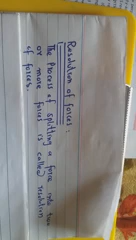 Resolution of forces:
The Process of splitting a force into two
or more forces is called resolution
of forces.